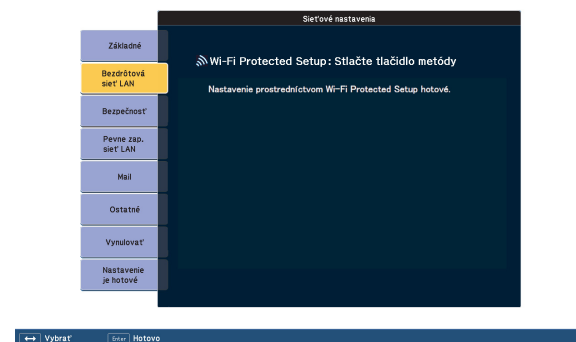 Sieťové nastavenia
Základné
Bezdrôtová
sieť LAN
Bezpečnosť
Pevne zap.
sieť LAN
Mail
Ostatné
Vynulovať
Nastavenie
je hotové
Wi-Fi Protected Setup: Stlačte tlačidlo metódy
Nastavenie prostredníctvom Wi-Fi Protected Setup hotové.
Vybrať Enter Hotovo